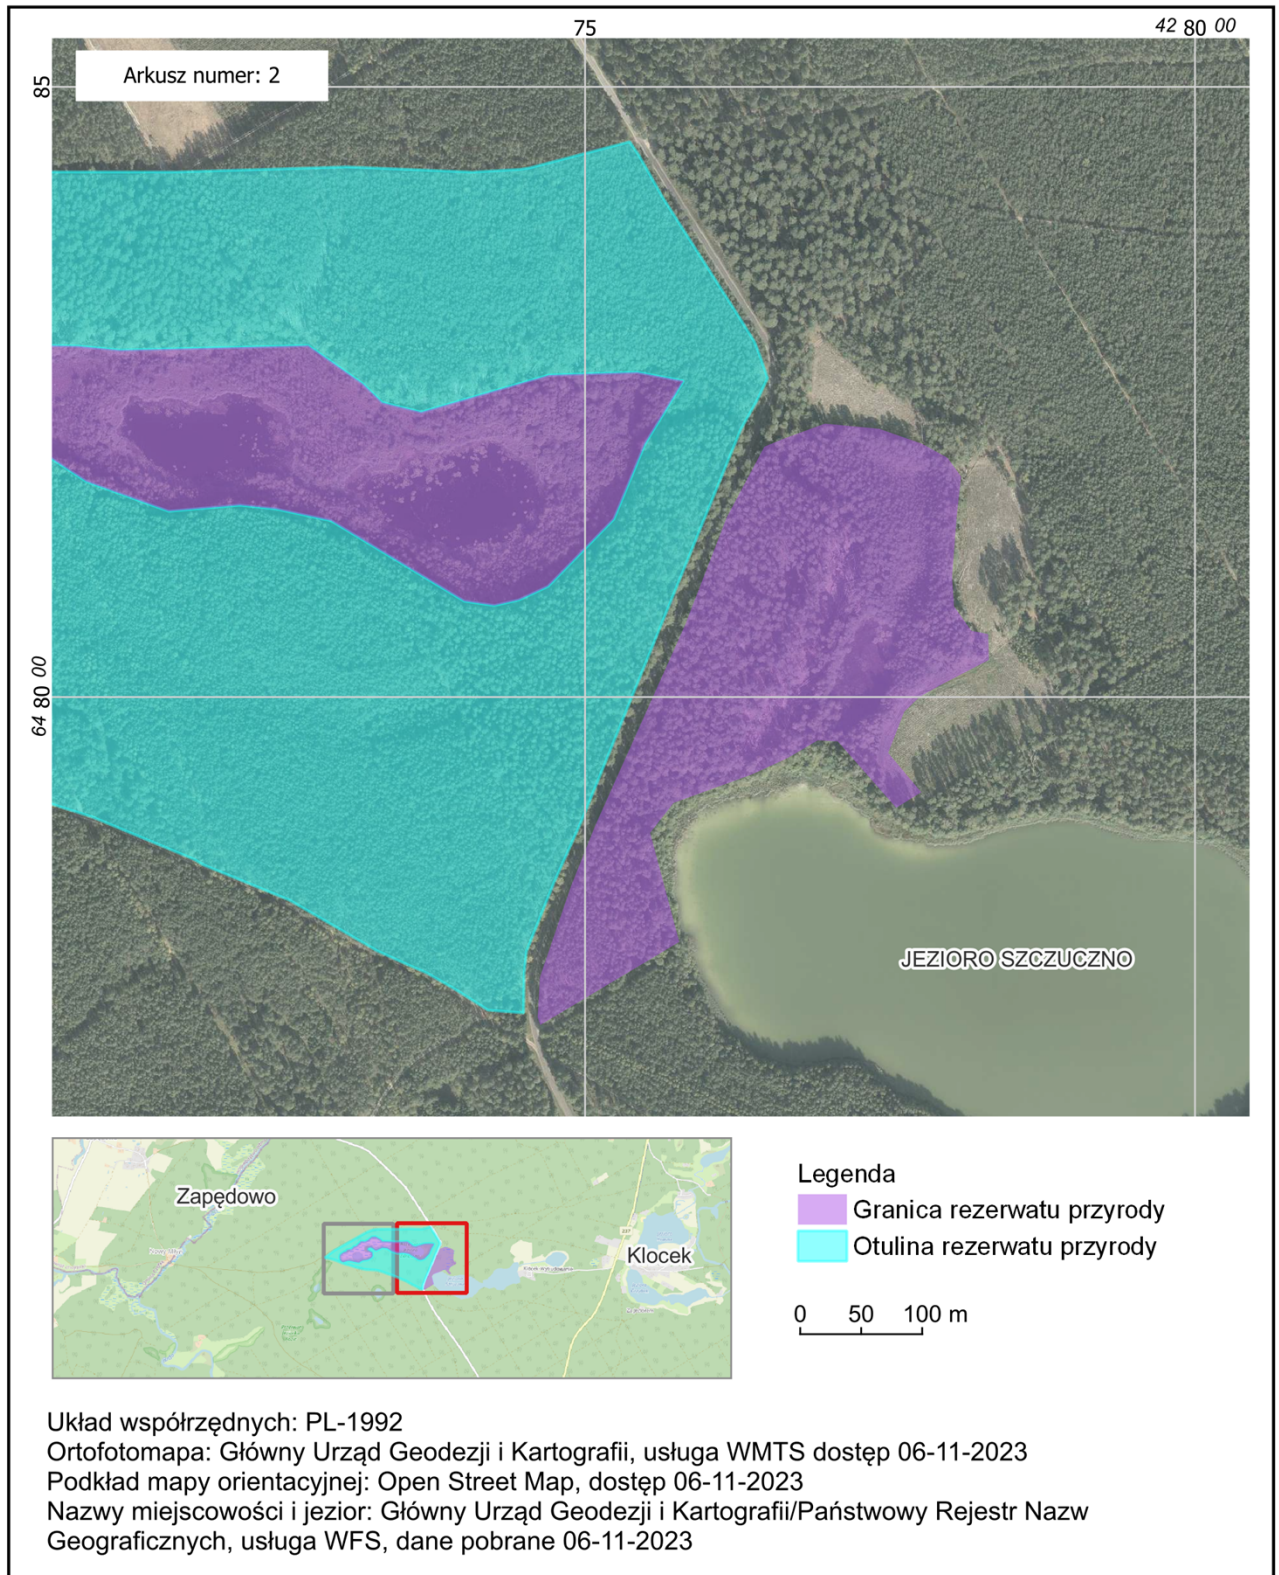 75
42 80 00
Arkusz numer: 2
85
64 80 00
JEZIORO SZCZUCZNO
Zapędowo
Klocek
237
Legenda
Granica rezerwatu przyrody
Otulina rezerwatu przyrody
0 50 100 m
Układ współrzędnych: PL-1992
Ortofotomapa: Główny Urząd Geodezji i Kartografii, usługa WMTS dostęp 06-11-2023
Podkład mapy orientacyjnej: Open Street Map, dostęp 06-11-2023
Nazwy miejscowości i jezior: Główny Urząd Geodezji i Kartografii/Państwowy Rejestr Nazw
Geograficznych, usługa WFS, dane pobrane 06-11-2023